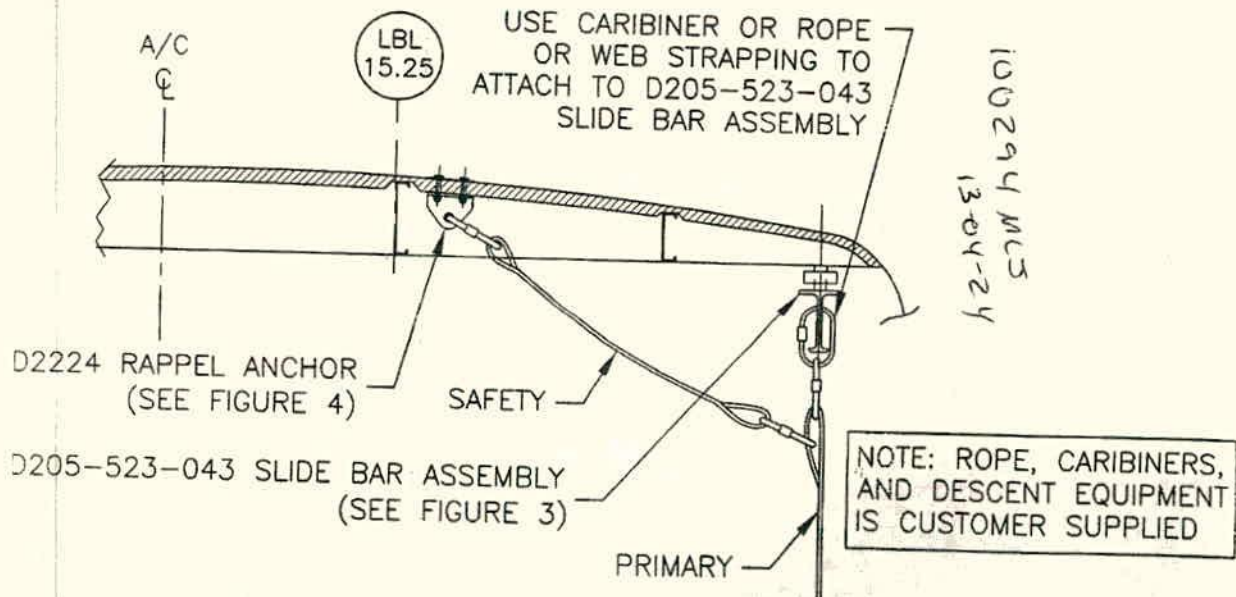 A/C
℄
LBL
15.25
USE CARIBINER OR ROPE
OR WEB STRAPPING TO
ATTACH TO D205-523-043
SLIDE BAR ASSEMBLY
D2224 RAPPEL ANCHOR
(SEE FIGURE 4)
SAFETY
D205-523-043 SLIDE BAR ASSEMBLY
(SEE FIGURE 3)
PRIMARY
NOTE: ROPE, CARIBINERS,
AND DESCENT EQUIPMENT
IS CUSTOMER SUPPLIED
13-04-24